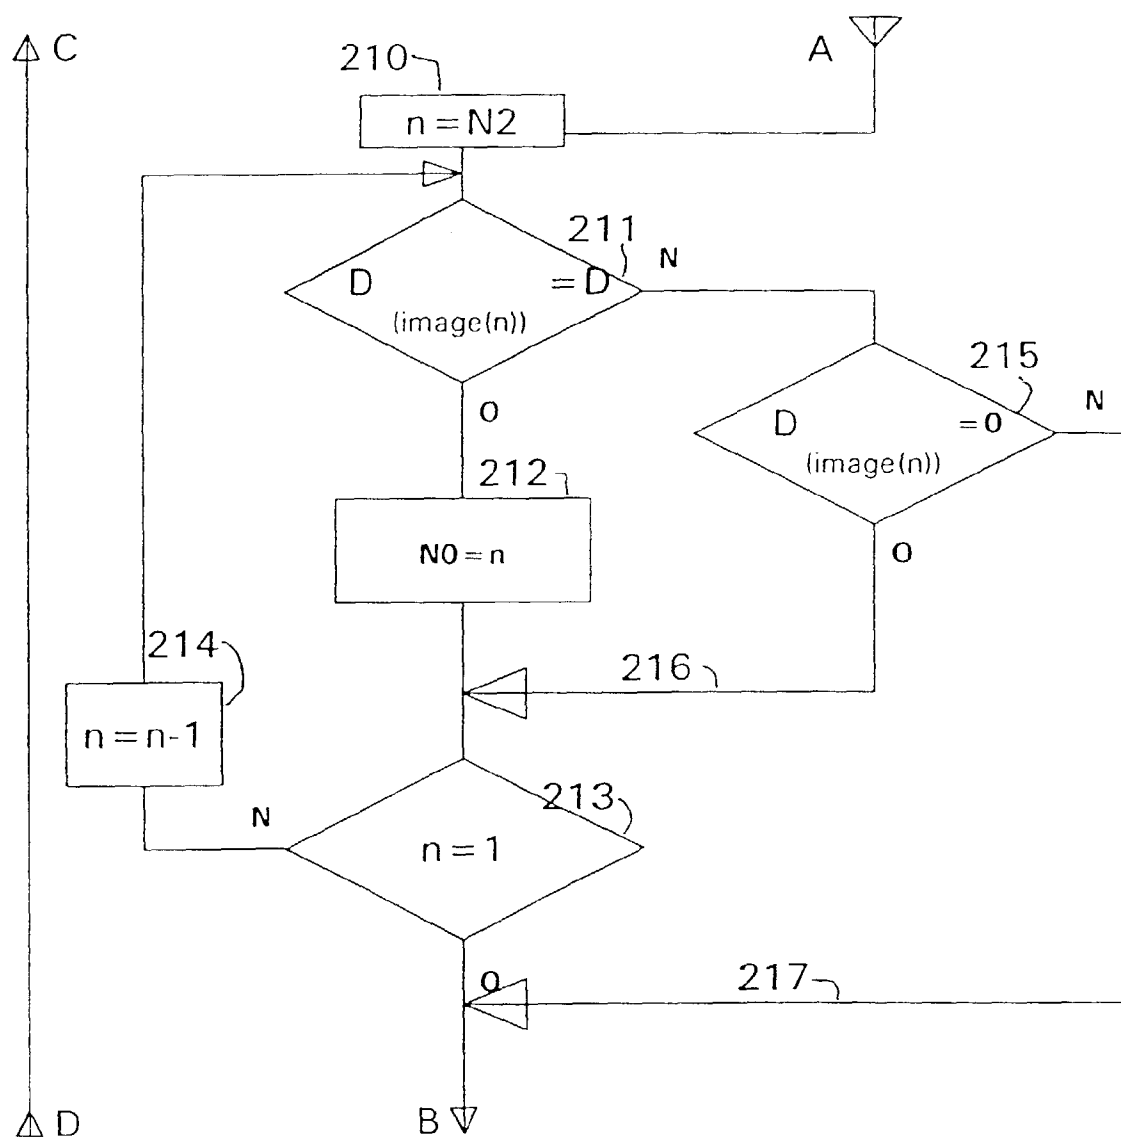 C
A
210
n = N2
211
N
D = D
(image(n))
O
215
N
D = 0
(image(n))
O
212
N0 = n
216
214
n = n-1
N
213
n = 1
O
217
D
B